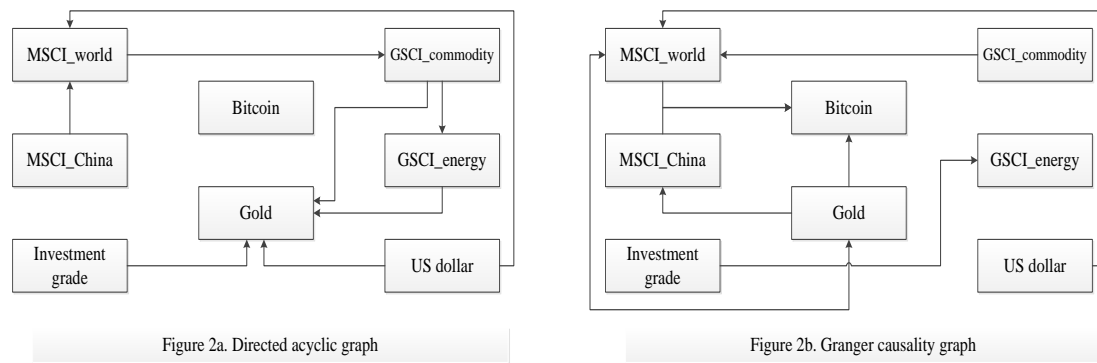 MSCI_world
GSCI_commodity
Bitcoin
MSCI_China
GSCI_energy
Gold
Investment
grade
US dollar
Figure 2a. Directed acyclic graph
MSCI_world
GSCI_commodity
Bitcoin
MSCI_China
GSCI_energy
Gold
Investment
grade
US dollar
Figure 2b. Granger causality graph